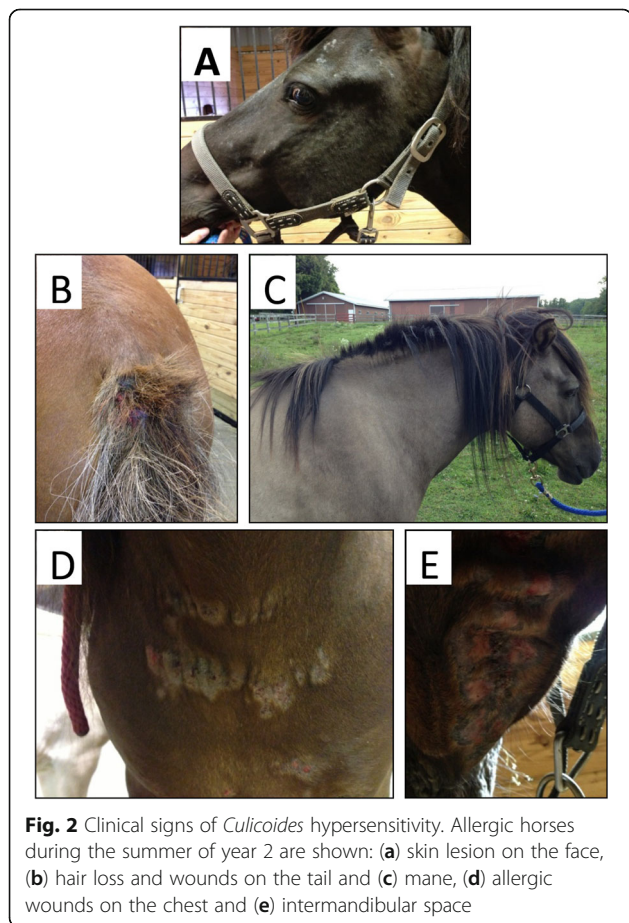 A
B
C
D
E
Fig. 2 Clinical signs of Culicoides hypersensitivity. Allergic horses
during the summer of year 2 are shown: (a) skin lesion on the face,
(b) hair loss and wounds on the tail and (c) mane, (d) allergic
wounds on the chest and (e) intermandibular space